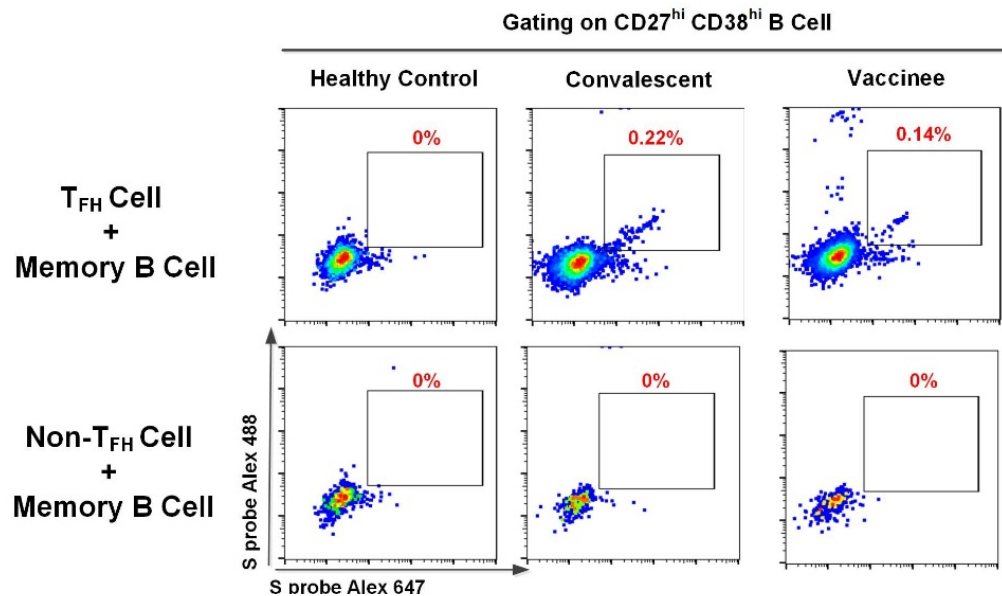 Gating on CD27hi CD38hi B Cell
Healthy Control
Convalescent
Vaccinee
TFH Cell
+
Memory B Cell
0%
0.22%
0.14%
Non-TFH Cell
+
Memory B Cell
0%
0%
0%
S probe Alex 488
S probe Alex 647